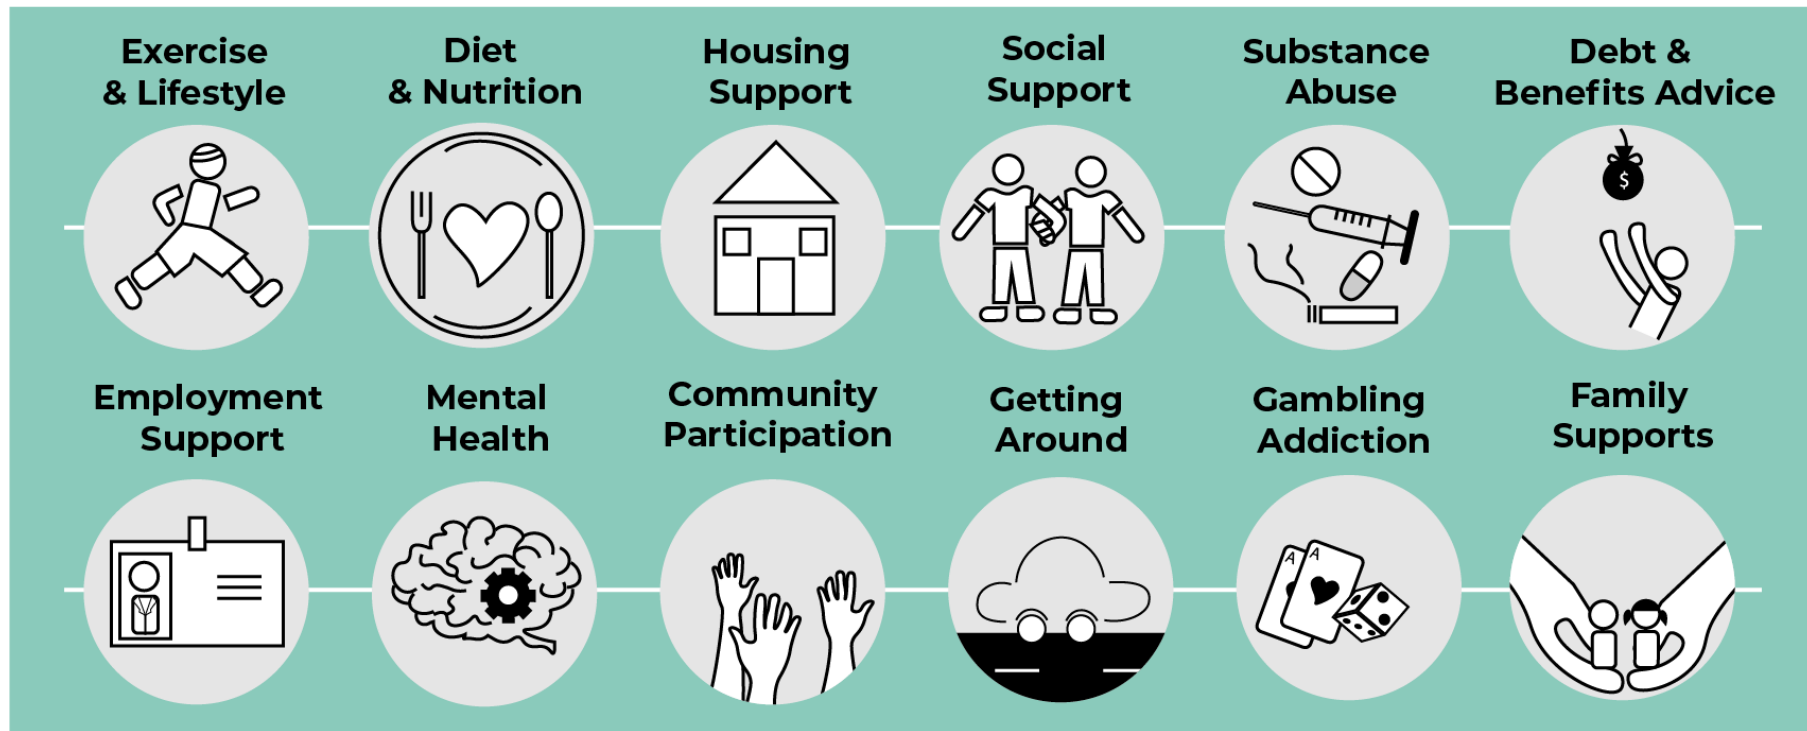 Exercise
& Lifestyle
Diet
& Nutrition
Housing
Support
Social
Support
Substance
Abuse
Debt &
Benefits Advice
$
Employment
Support
Mental
Health
Community
Participation
Getting
Around
Gambling
Addiction
A
A
Family
Supports